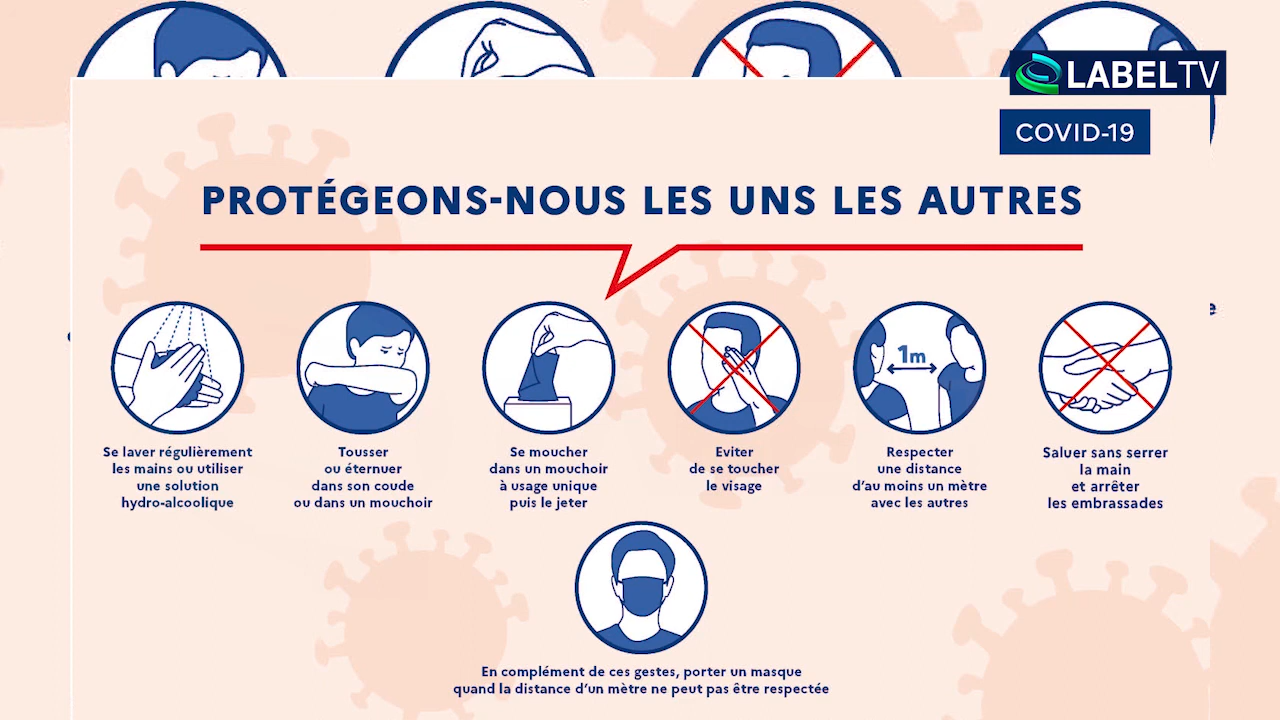 LABEL TV
COVID-19
PROTÉGEONS-NOUS LES UNS LES AUTRES
1m
Se laver régulièrement
les mains ou utiliser
une solution
hydro-alcoolique
Tousser
ou éternuer
dans son coude
ou dans un mouchoir
Se moucher
dans un mouchoir
à usage unique
puis le jeter
Eviter
de se toucher
le visage
Respecter
une distance
d'au moins un mètre
avec les autres
Saluer sans serrer
la main
et arrêter
les embrassades
En complément de ces gestes, porter un masque
quand la distance d'un mètre ne peut pas être respectée